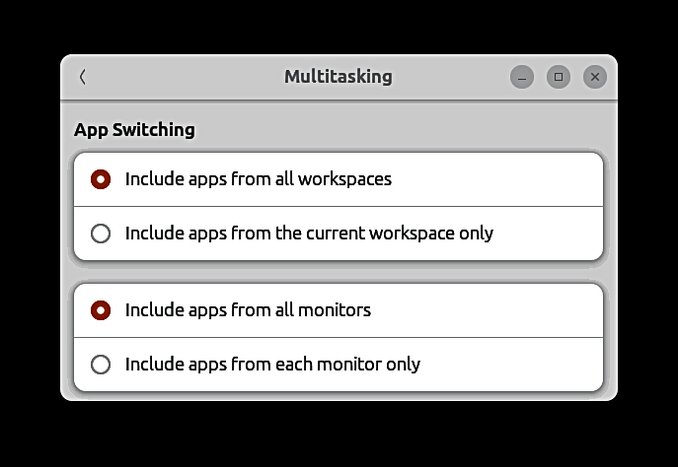 Multitasking
App Switching
Include apps from all workspaces
Include apps from the current workspace only
Include apps from all monitors
Include apps from each monitor only